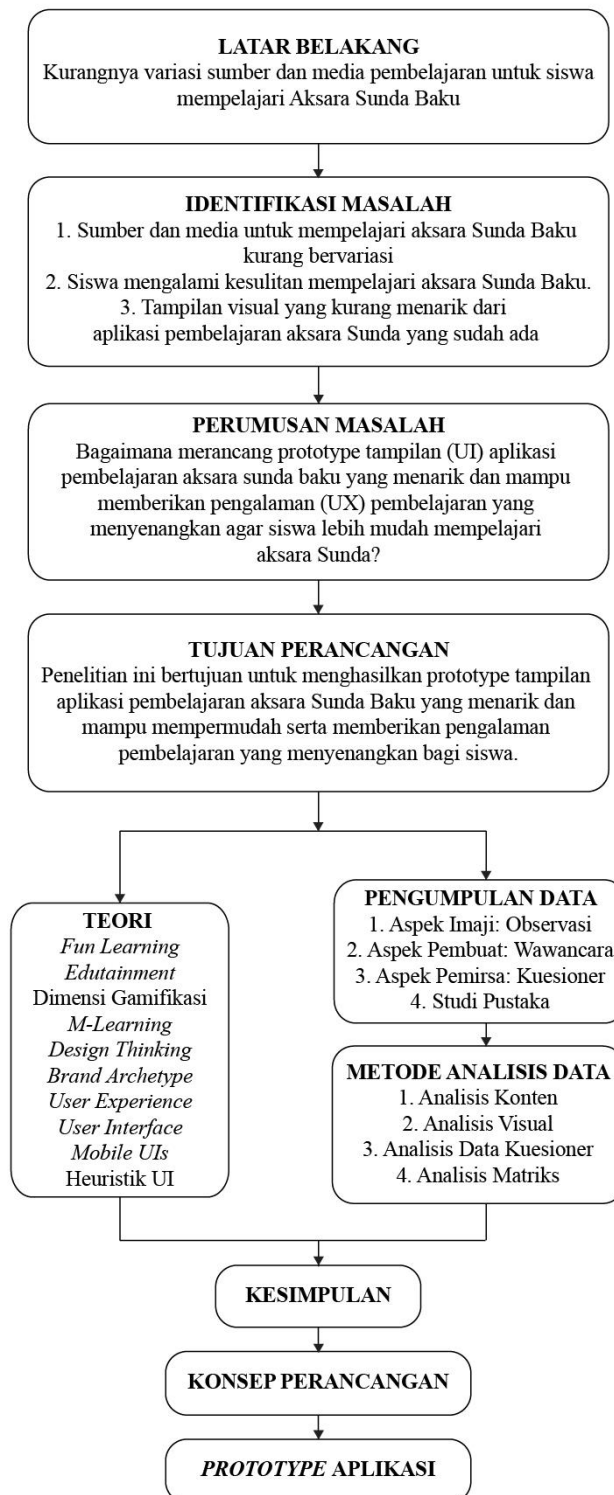 LATAR BELAKANG
Kurangnya variasi sumber dan media pembelajaran untuk siswa
mempelajari Aksara Sunda Baku
IDENTIFIKASI MASALAH
1. Sumber dan media untuk mempelajari aksara Sunda Baku
kurang bervariasi
2. Siswa mengalami kesulitan mempelajari aksara Sunda Baku.
3. Tampilan visual yang kurang menarik dari
aplikasi pembelajaran aksara Sunda yang sudah ada
PERUMUSAN MASALAH
Bagaimana merancang prototype tampilan (UI) aplikasi
pembelajaran aksara sunda baku yang menarik dan mampu
memberikan pengalaman (UX) pembelajaran yang
menyenangkan agar siswa lebih mudah mempelajari
aksara Sunda?
TUJUAN PERANCANGAN
Penelitian ini bertujuan untuk menghasilkan prototype tampilan
aplikasi pembelajaran aksara Sunda Baku yang menarik dan
mampu mempermudah serta memberikan pengalaman
pembelajaran yang menyenangkan bagi siswa.
TEORI
Fun Learning
Edutainment
Dimensi Gamifikasi
M-Learning
Design Thinking
Brand Archetype
User Experience
User Interface
Mobile UIs
Heuristik UI
PENGUMPULAN DATA
1. Aspek Imaji: Observasi
2. Aspek Pembuat: Wawancara
3. Aspek Pemirsa: Kuesioner
4. Studi Pustaka
METODE ANALISIS DATA
1. Analisis Konten
2. Analisis Visual
3. Analisis Data Kuesioner
4. Analisis Matriks
KESIMPULAN
KONSEP PERANCANGAN
PROTOTYPE APLIKASI